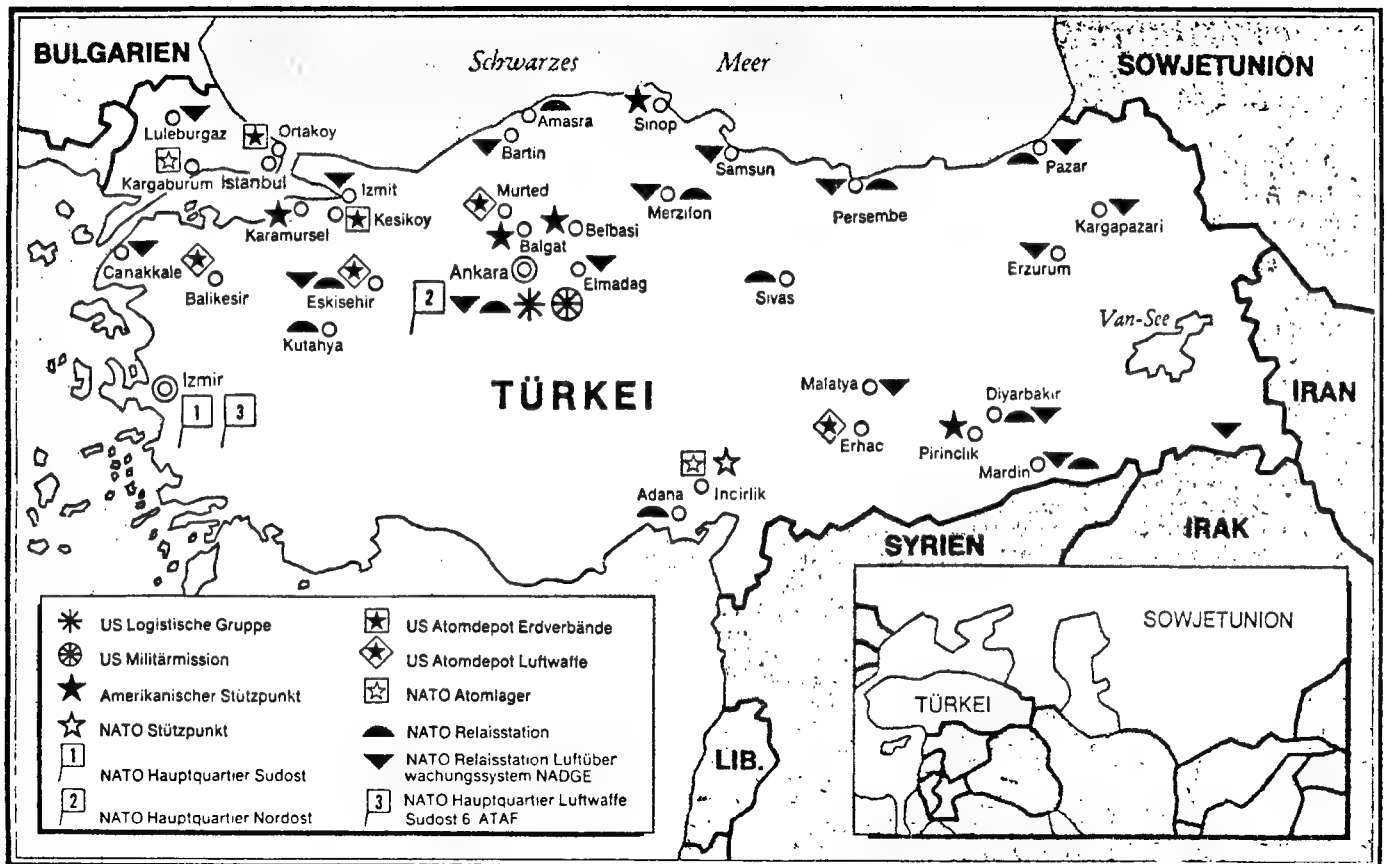 BULGARIEN
Schwarzes Meer
SOWJETUNION
Luleburgaz
Ortakoy
Kargaburum
Istanbul
Amasra
Sinop
Bartin
Samsun
Pazar
Izmit
Murted
Merzifon
Persembe
Kargapazari
Karamursel
Kesikoy
Balgat
Belbasi
Canakkale
Balikesir
Eskisehir
Ankara
Elmadag
Sivas
Erzurum
2
Kutahya
Van-See
Izmir
1
3
TÜRKEI
Malatya
Diyarbakir
IRAN
Erhac
Pirinclik
Mardin
Adana
Incirlik
SYRIEN
IRAK
LIB.
US Logistische Gruppe
US Militärmission
Amerikanischer Stützpunkt
NATO Stützpunkt
1
NATO Hauptquartier Sudost
2
NATO Hauptquartier Nordost
US Atomdepot Erdverbände
US Atomdepot Luftwaffe
NATO Atomlager
NATO Relaisstation
NATO Relaisstation Luftüber
wachungssystem NADGE
3
NATO Hauptquartier Luftwaffe
Sudost 6 ATAF
SOWJETUNION
TÜRKEI